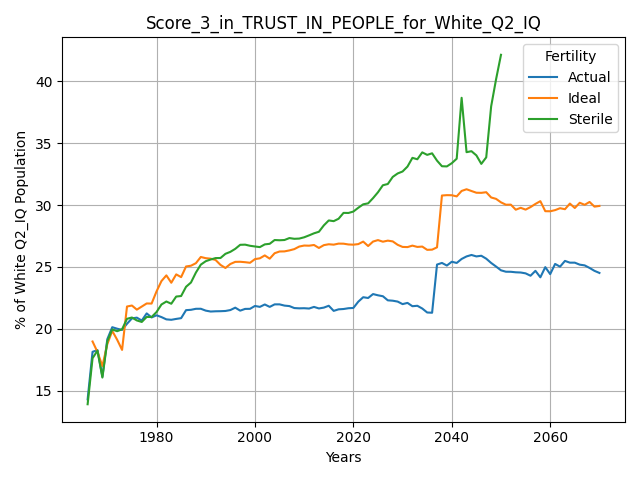 Score_3_in_TRUST_IN_PEOPLE_for_White_Q2_IQ
Fertility
Actual
Ideal
Sterile
% of White Q2_IQ Population
40
35
30
25
20
15
1980
2000
2020
2040
2060
Years